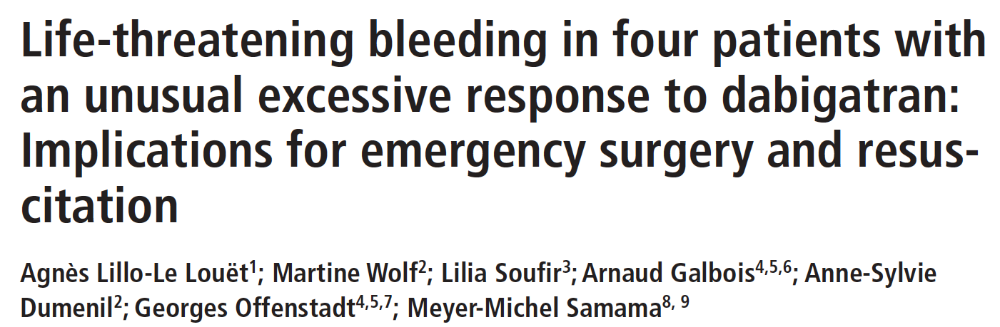 Life-threatening bleeding in four patients with
an unusual excessive response to dabigatran:
Implications for emergency surgery and resus-
citation
Agnès Lillo-Le Louët1; Martine Wolf2; Lilia Soufir3; Arnaud Galbois4,5,6; Anne-Sylvie
Dumenil2; Georges Offenstadt4,5,7; Meyer-Michel Samama8, 9